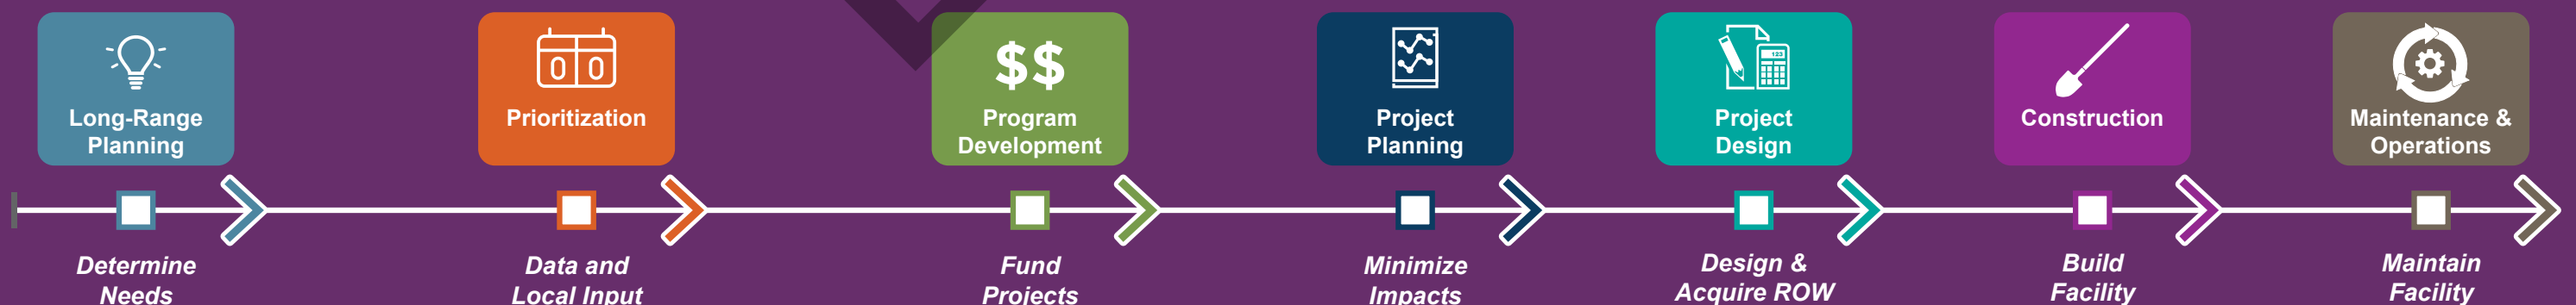 Long-Range
Planning
Prioritization
$$
Program
Development
Project
Planning
123
Project
Design
Construction
Maintenance &
Operations
Determine
Needs
Data and
Local Input
Fund
Projects
Minimize
Impacts
Design &
Acquire ROW
Build
Facility
Maintain
Facility